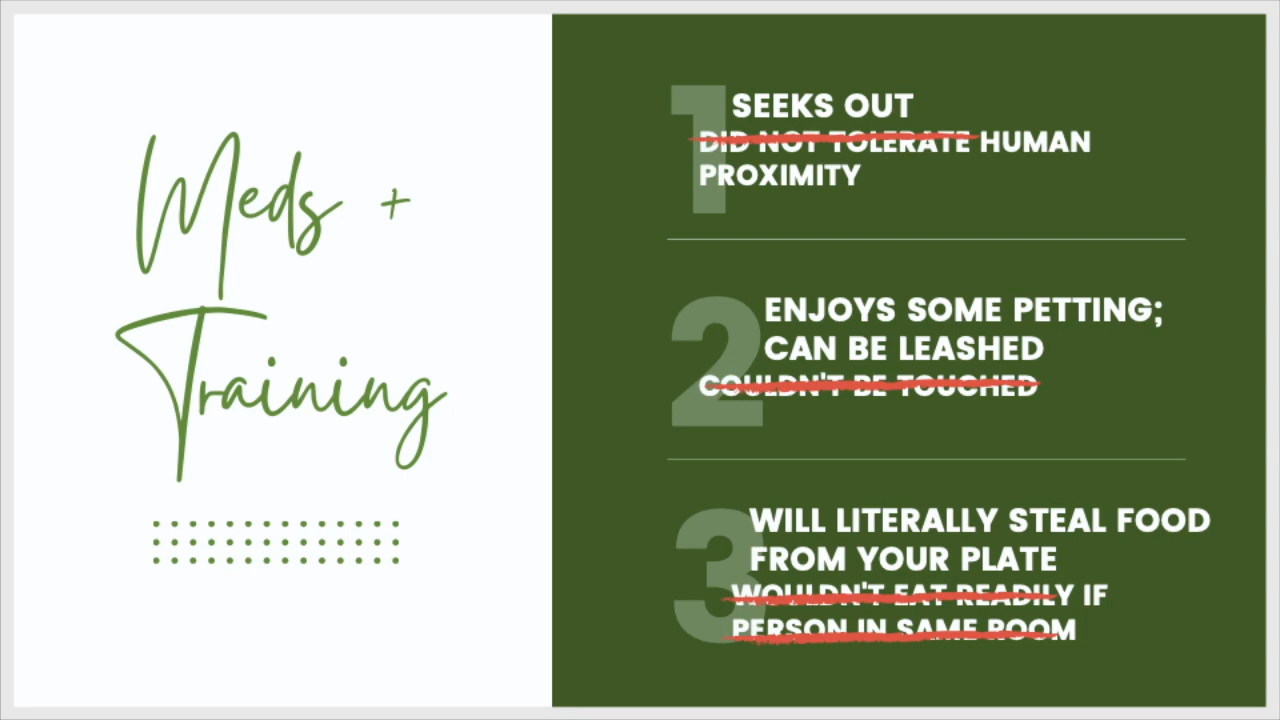 Meds +
Training
1
SEEKS OUT
DID NOT TOLERATE HUMAN
PROXIMITY
2
ENJOYS SOME PETTING;
CAN BE LEASHED
COULDN'T BE TOUCHED
3
WILL LITERALLY STEAL FOOD
FROM YOUR PLATE
WOULDN'T EAT READILY IF
PERSON IN SAME ROOM